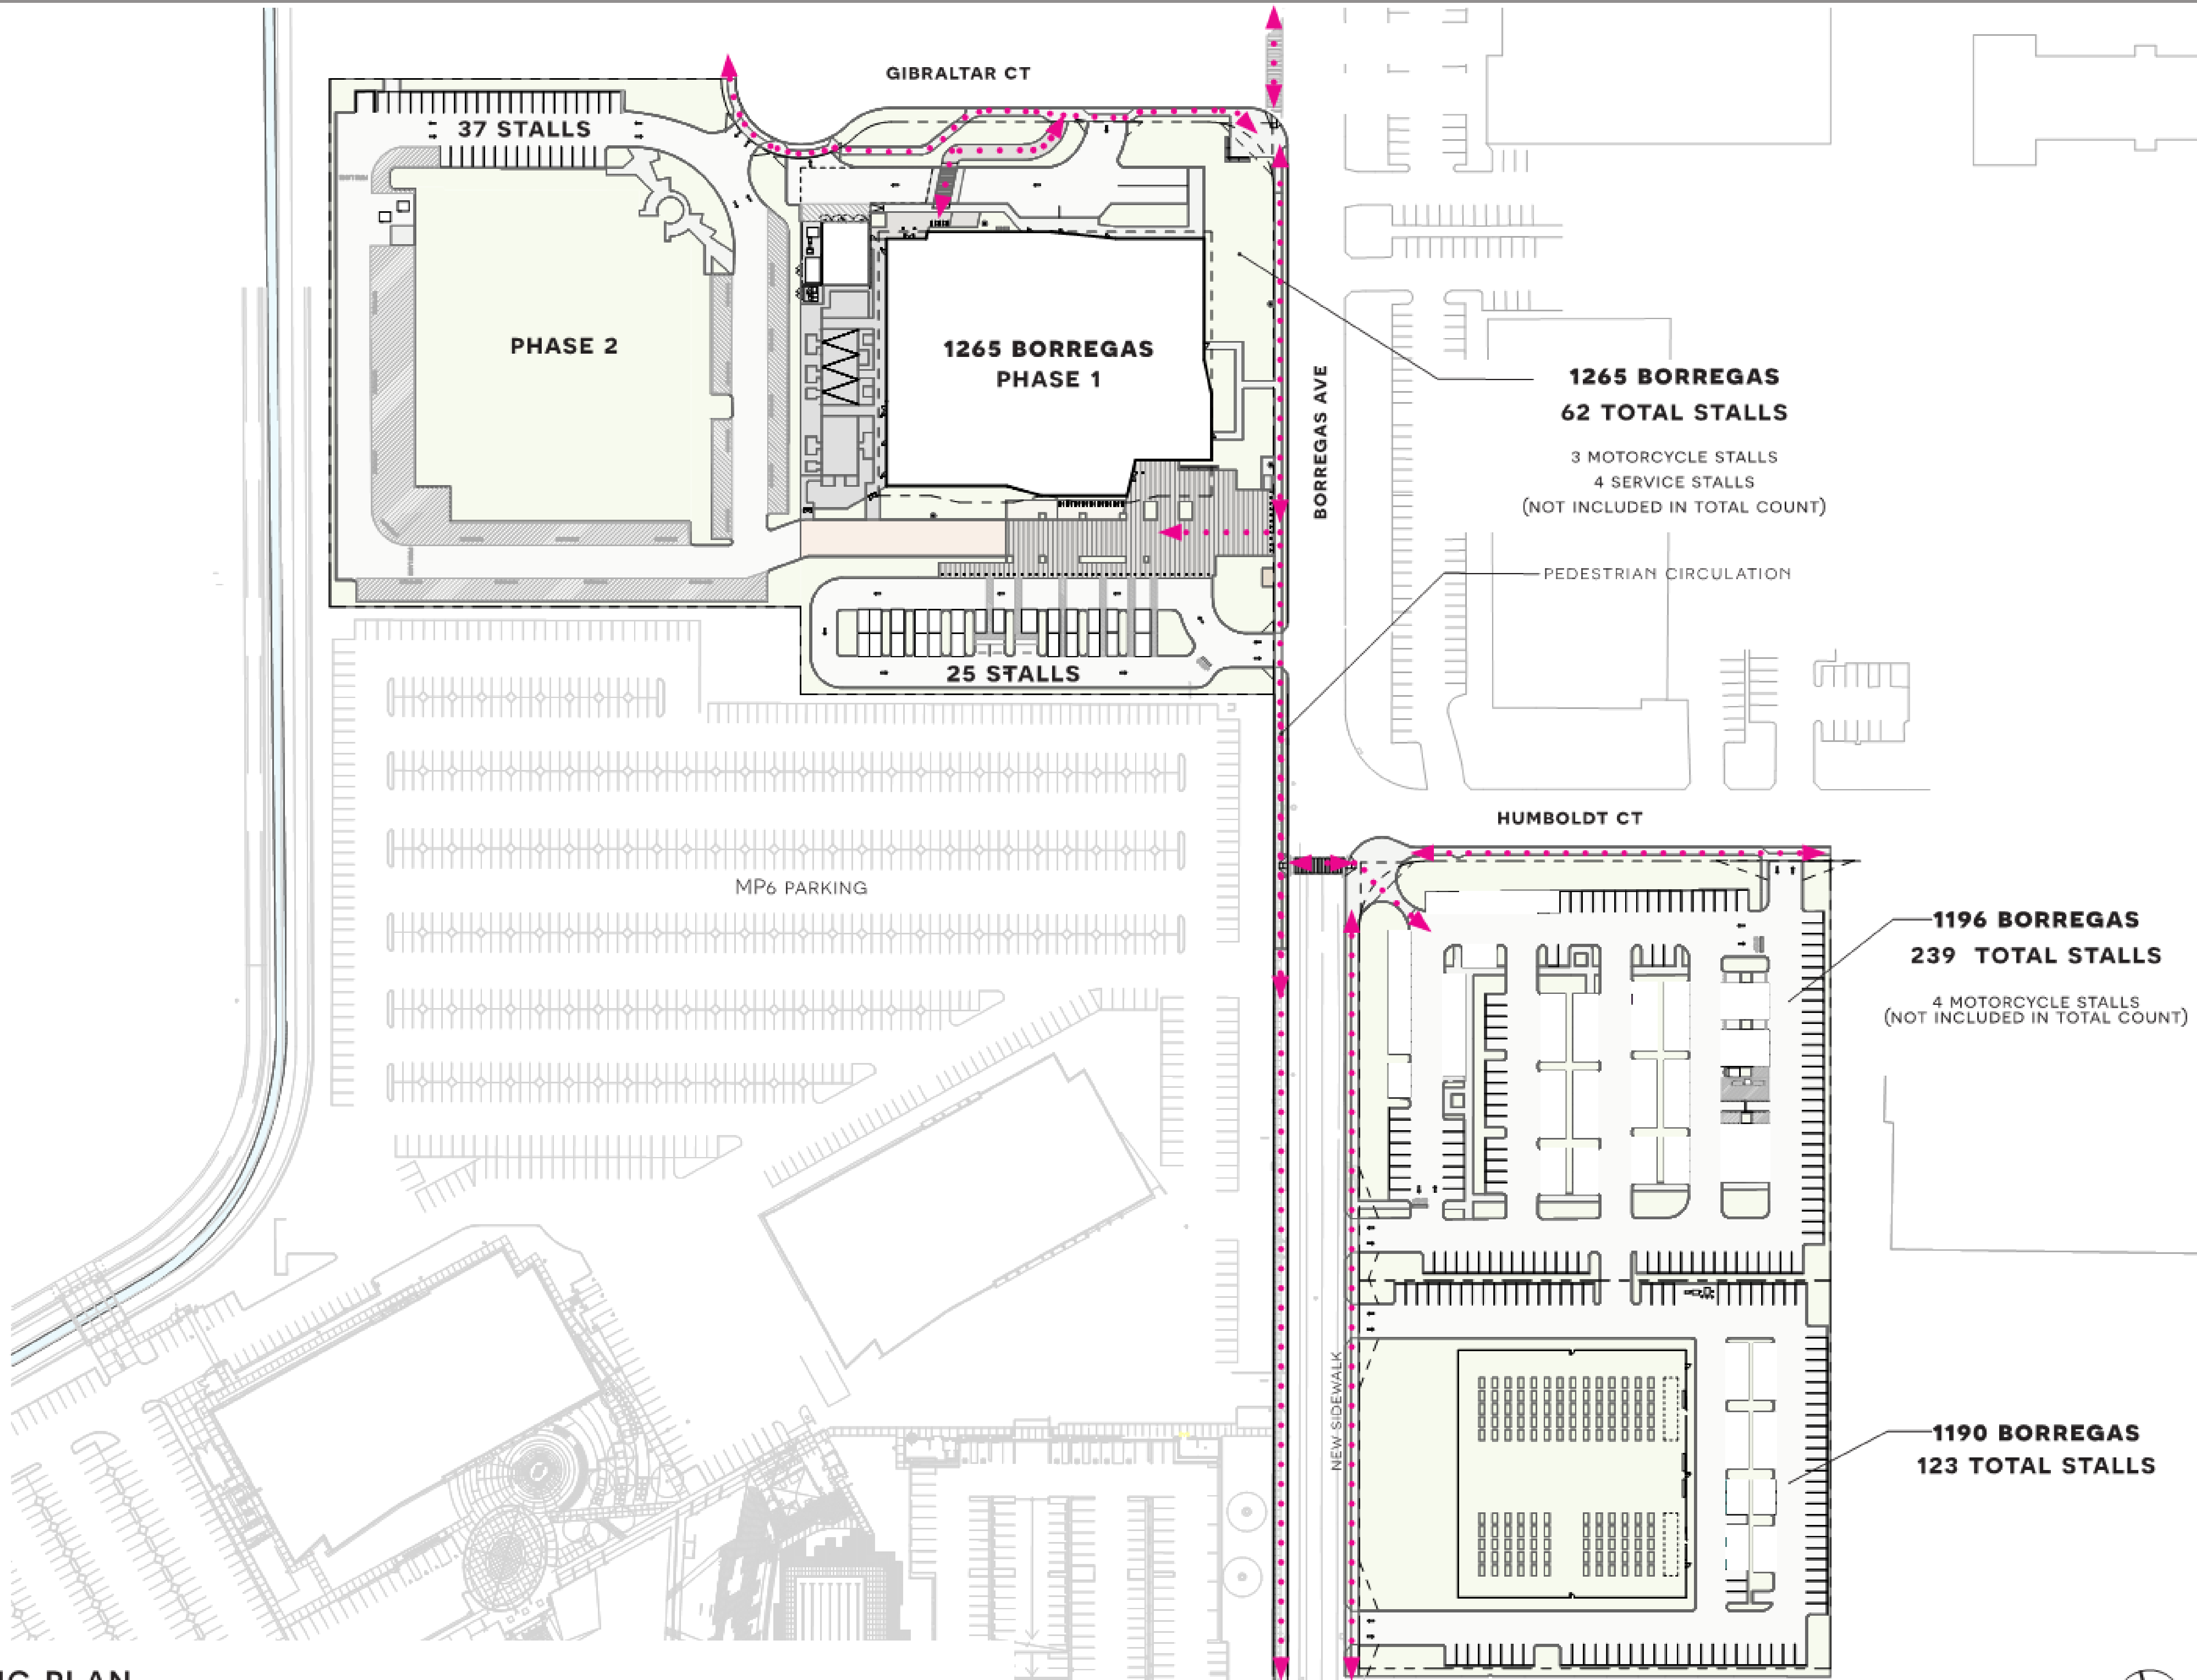 GIBRALTAR CT
37 STALLS
PHASE 2
1265 BORREGAS
PHASE 1
BORREGAS AVE
1265 BORREGAS
62 TOTAL STALLS
3 MOTORCYCLE STALLS
4 SERVICE STALLS
(NOT INCLUDED IN TOTAL COUNT)
PEDESTRIAN CIRCULATION
25 STALLS
HUMBOLDT CT
MP6 PARKING
1196 BORREGAS
239 TOTAL STALLS
4 MOTORCYCLE STALLS
(NOT INCLUDED IN TOTAL COUNT)
NEW SIDEWALK
1190 BORREGAS
123 TOTAL STALLS
PLAN